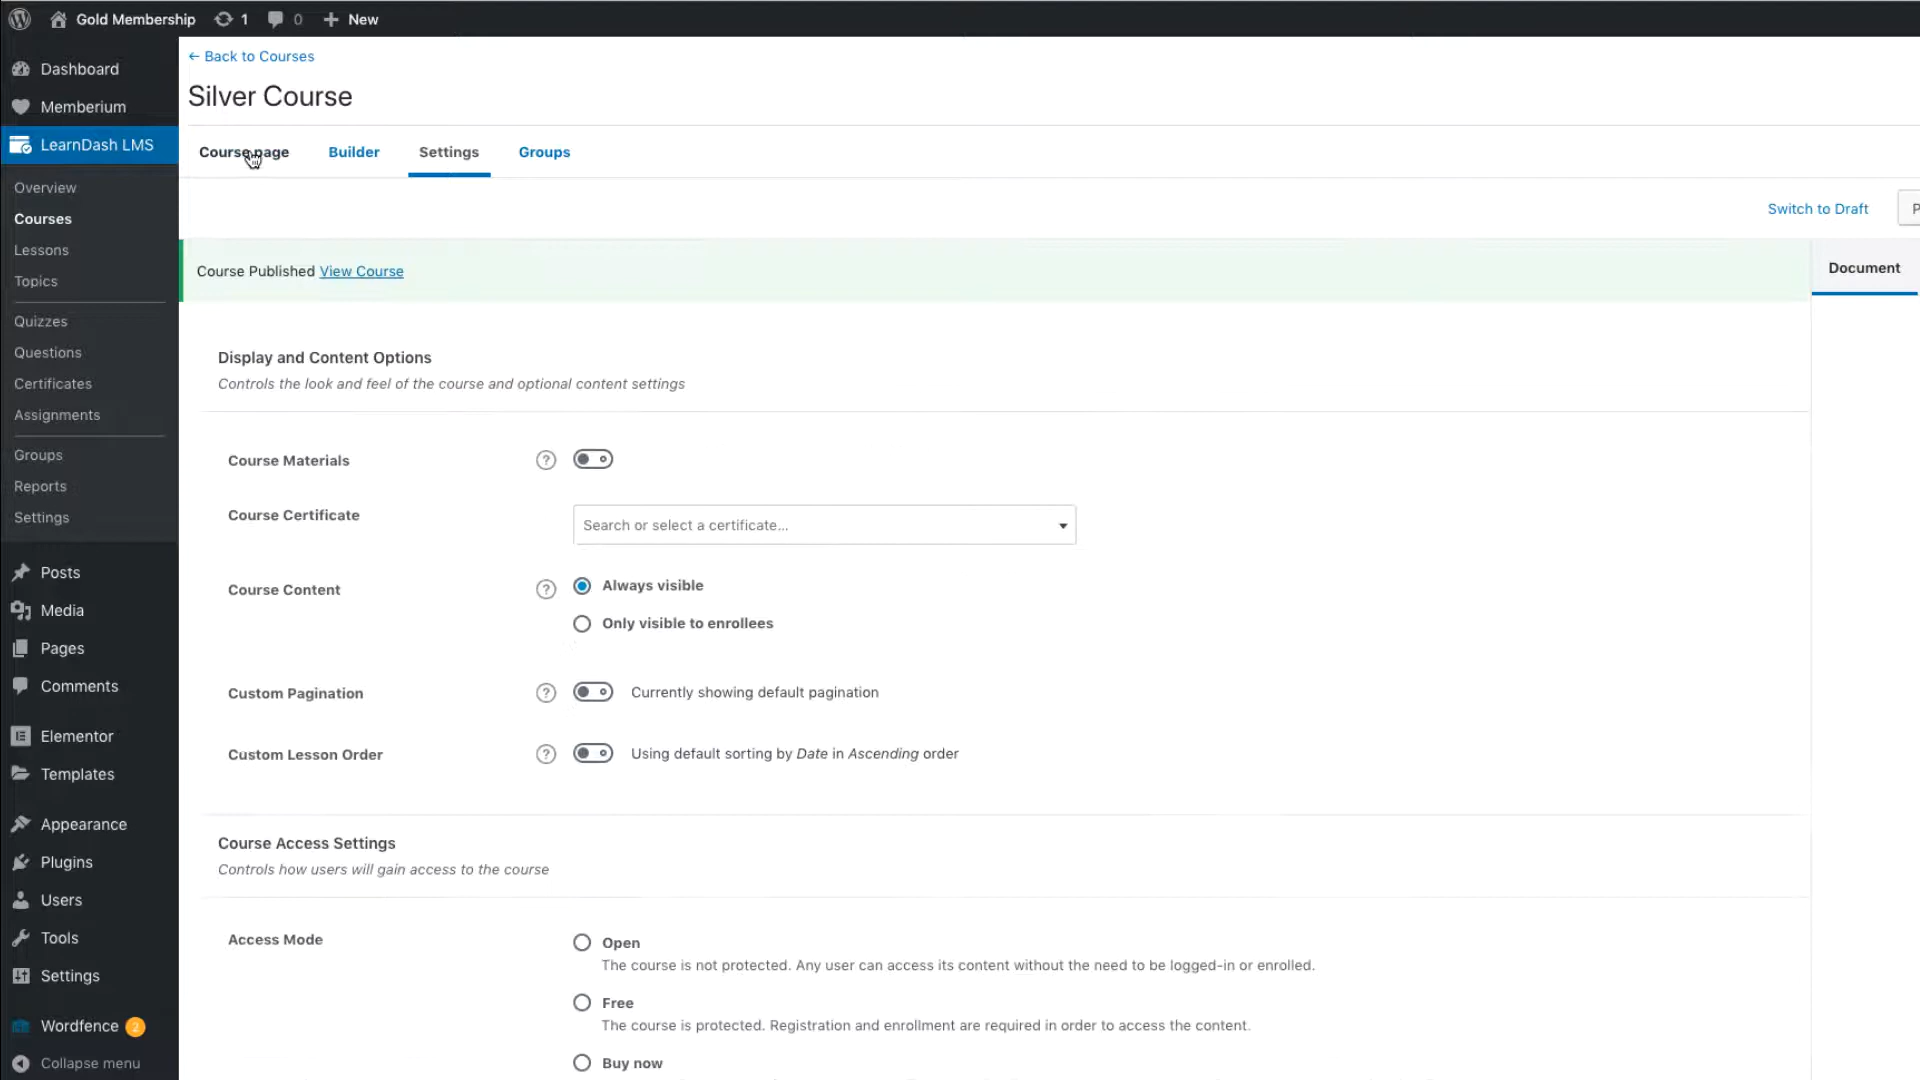 Gold Membership 1 0 New
Dashboard
Memberium
LearnDash LMS
Overview
Courses
Lessons
Topics
Quizzes
Questions
Certificates
Assignments
Groups
Reports
Settings
Posts
Media
Pages
Comments
Elementor
Templates
Appearance
Plugins
Users
Tools
Settings
Wordfence 2
Collapse menu
← Back to Courses
Silver Course
Course page Builder Settings Groups
Switch to Draft P
Course Published View Course
Document
Display and Content Options
Controls the look and feel of the course and optional content settings
Course Materials ?
Course Certificate Search or select a certificate...
Course Content ? Always visible
Only visible to enrollees
Custom Pagination ? Currently showing default pagination
Custom Lesson Order ? Using default sorting by Date in Ascending order
Course Access Settings
Controls how users will gain access to the course
Access Mode Open
The course is not protected. Any user can access its content without the need to be logged-in or enrolled.
Free
The course is protected. Registration and enrollment are required in order to access the content.
Buy now